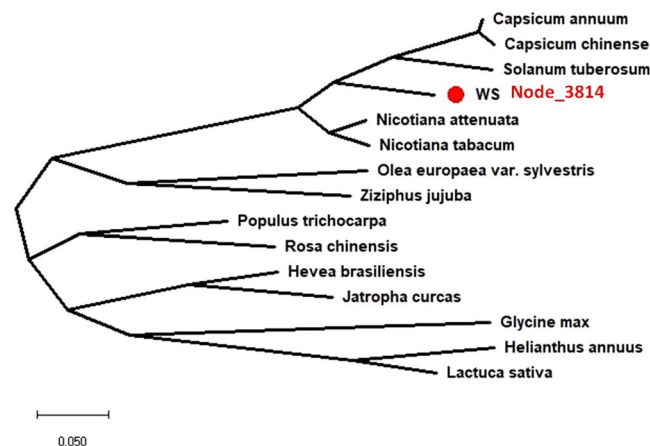 Capsicum annuum
Capsicum chinense
Solanum tuberosum
WS Node_3814
Nicotiana attenuata
Nicotiana tabacum
Olea europaea var. sylvestris
Ziziphus jujuba
Populus trichocarpa
Rosa chinensis
Hevea brasiliensis
Jatropha curcas
Glycine max
Helianthus annuus
Lactuca sativa
0.050